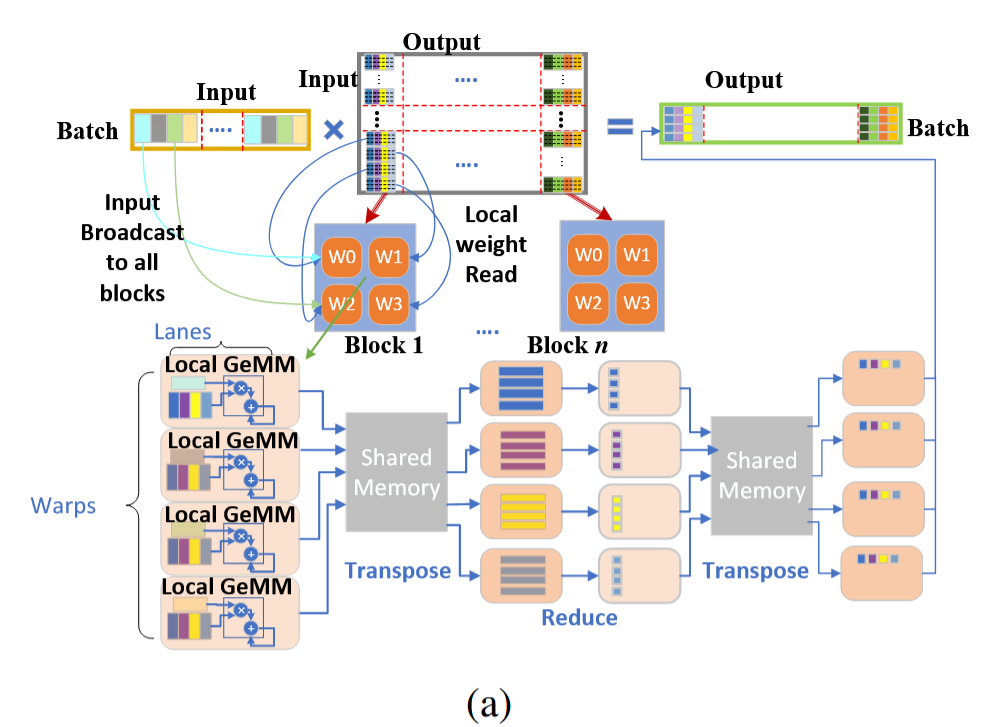 Output
Input
Input
Output
Batch
....
×
....
=
Batch
....
Input
Broadcast
to all
blocks
Local
weight
Read
W0
W1
W2
W3
W0
W1
W2
W3
Block 1
....
Block n
Lanes
Warps
Local GeMM
Local GeMM
Local GeMM
Local GeMM
Shared
Memory
Transpose
Reduce
Shared
Memory
Transpose
(a)